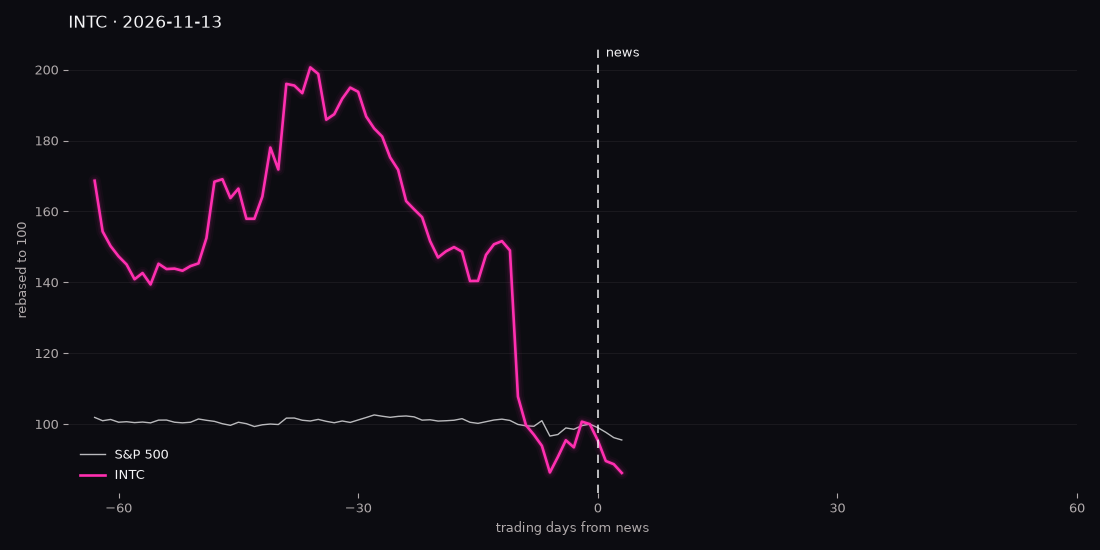 INTC · 2026-11-13
news
200
180
160
140
120
100
rebased to 100
S&P 500
INTC
−60
−30
0
30
60
trading days from news